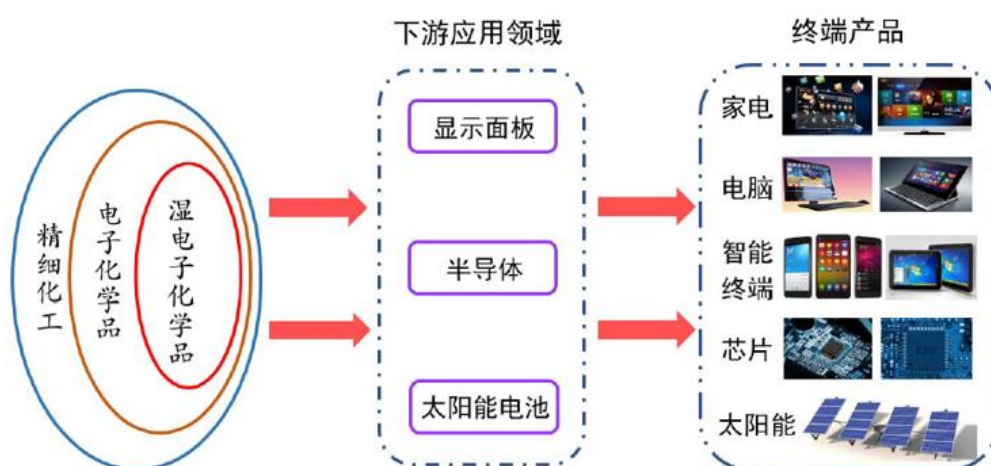 下游应用领域
终端产品
精细化工
电子化学品
湿电子化学品
显示面板
半导体
太阳能电池
家电
电脑
智能
终端
芯片
太阳能